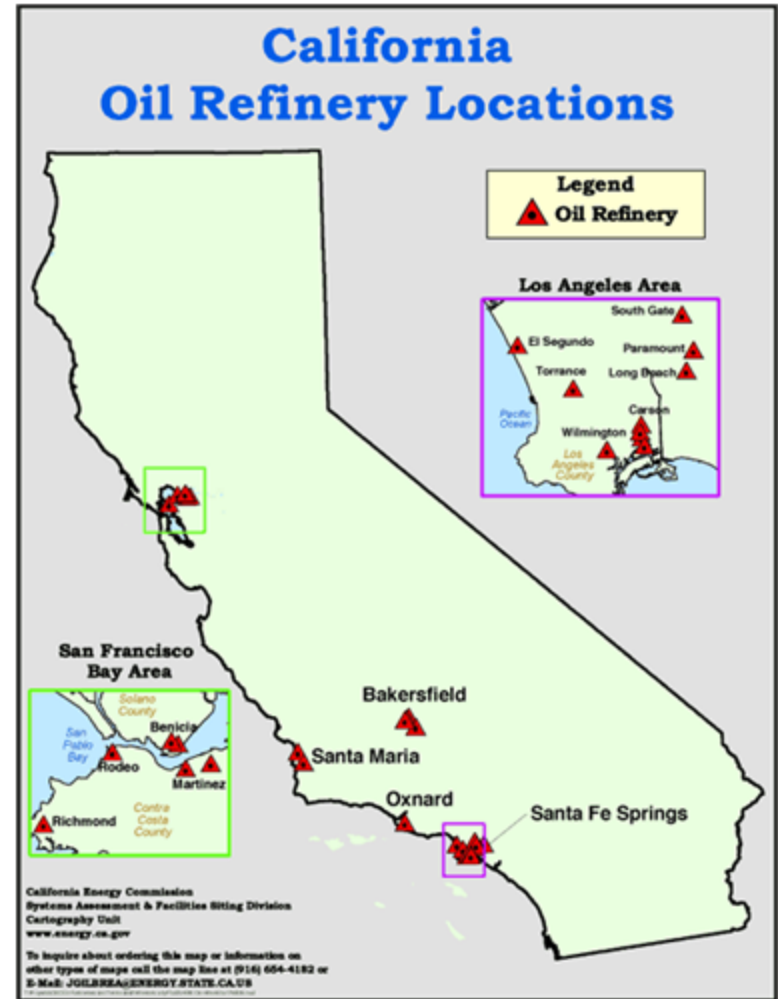 California
Oil Refinery Locations
Legend
Oil Refinery
Los Angeles Area
South Gate
El Segundo
Paramount
Torrance
Long Beach
Pacific
Ocean
Carson
Wilmington
Los
Angeles
County
San Francisco
Bay Area
Solano
County
Benicia
San
Pablo
Bay
Rodeo
Martinez
Contra
Costa
County
Richmond
Bakersfield
Santa Maria
Oxnard
Santa Fe Springs
California Energy Commission
Systems Assessment & Facilities Siting Division
Cartography Unit
www.energy.ca.gov
To inquire about ordering this map or information on
other types of maps call the map line at (916) 654-4182 or
E-Mail: JGILBREA@ENERGY.STATE.CA.US